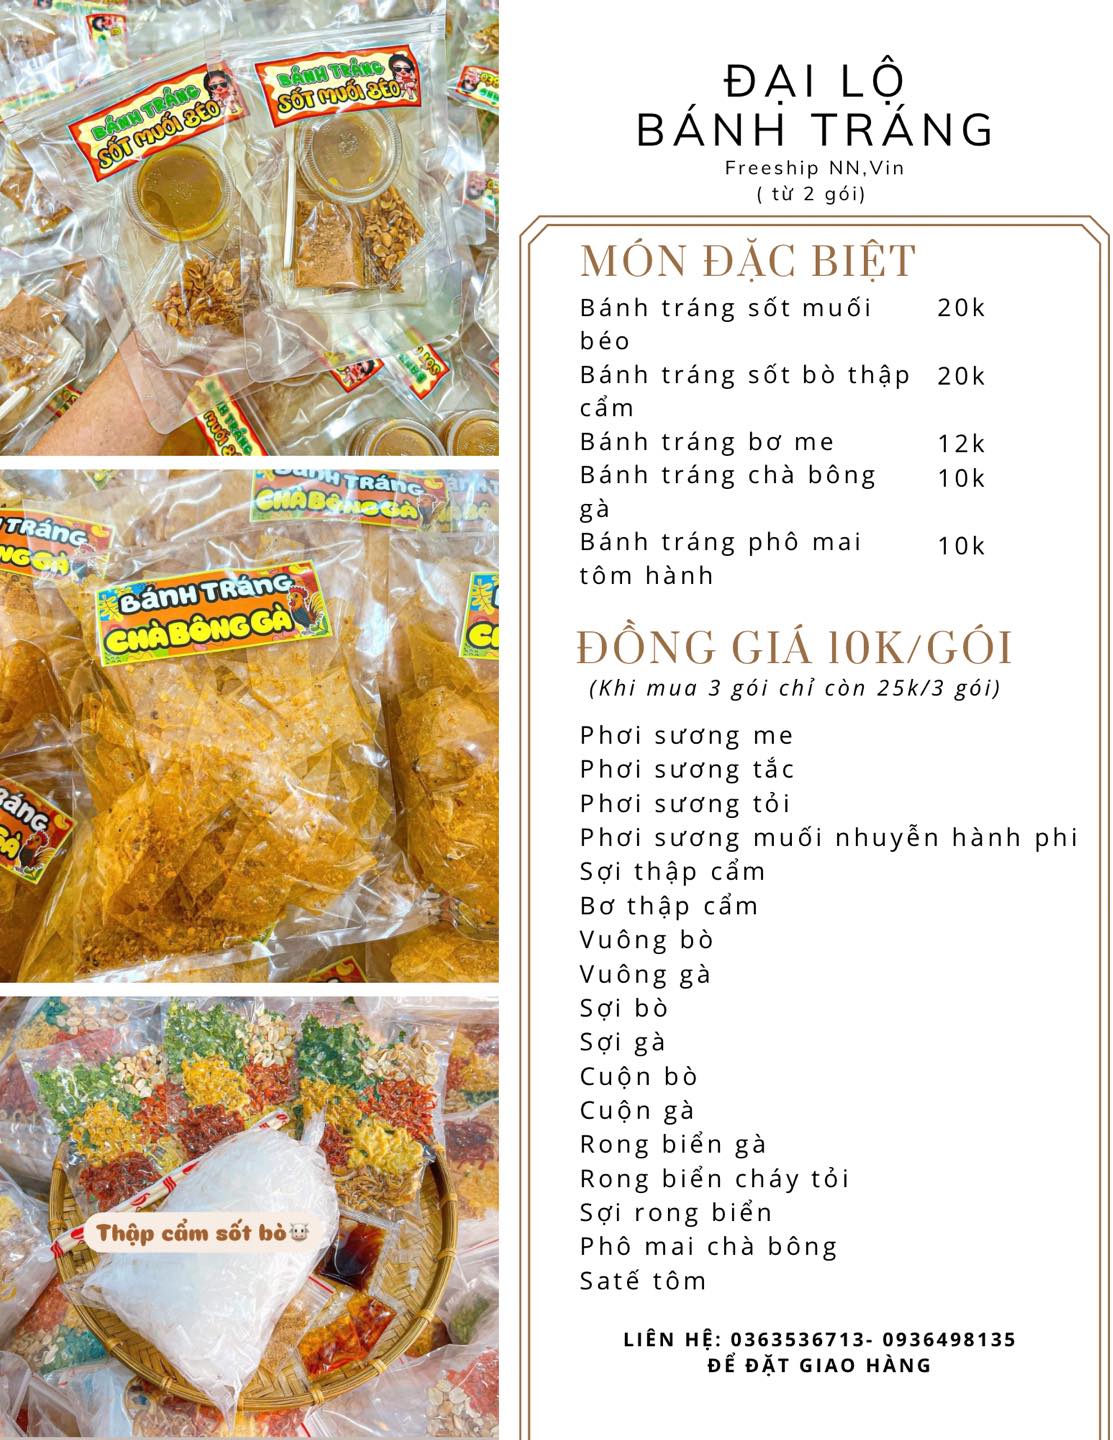 BÁNH TRÁNG
SỐT MUỐI BÉO
BÁNH TRÁNG
SỐT MUỐI BÉO
BÁNH TRÁNG
CHÀ BÔNG GÀ
Bánh Tráng
CHÀ BÔNG GÀ
Thập cẩm sốt bò
ĐẠI LỘ
BÁNH TRÁNG
Freeship NN,Vin
( từ 2 gói)
MÓN ĐẶC BIỆT
Bánh tráng sốt muối 20k
béo
Bánh tráng sốt bò thập 20k
cẩm
Bánh tráng bơ me 12k
Bánh tráng chà bông 10k
gà
Bánh tráng phô mai 10k
tôm hành
ĐỒNG GIÁ 10K/GÓI
(Khi mua 3 gói chỉ còn 25k/3 gói)
Phơi sương me
Phơi sương tắc
Phơi sương tỏi
Phơi sương muối nhuyễn hành phi
Sợi thập cẩm
Bơ thập cẩm
Vuông bò
Vuông gà
Sợi bò
Sợi gà
Cuộn bò
Cuộn gà
Rong biển gà
Rong biển cháy tỏi
Sợi rong biển
Phô mai chà bông
Satế tôm
LIÊN HỆ: 0363536713- 0936498135
ĐỂ ĐẶT GIAO HÀNG